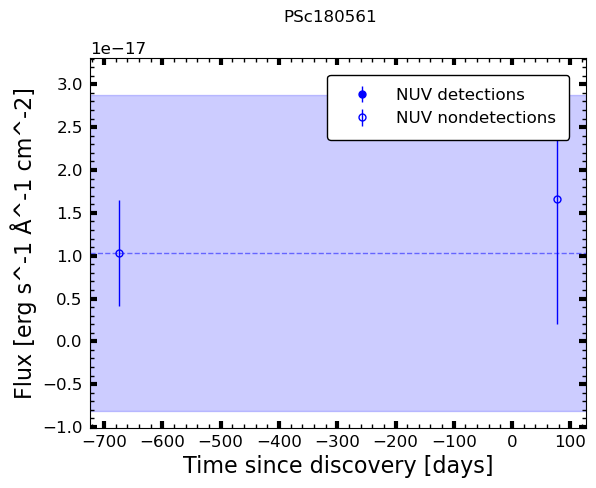 PSc180561
1e−17
NUV detections
NUV nondetections
3.0
2.5
2.0
1.5
1.0
0.5
0.0
−0.5
−1.0
Flux [erg s^-1 Å^-1 cm^-2]
−700 −600 −500 −400 −300 −200 −100 0 100
Time since discovery [days]